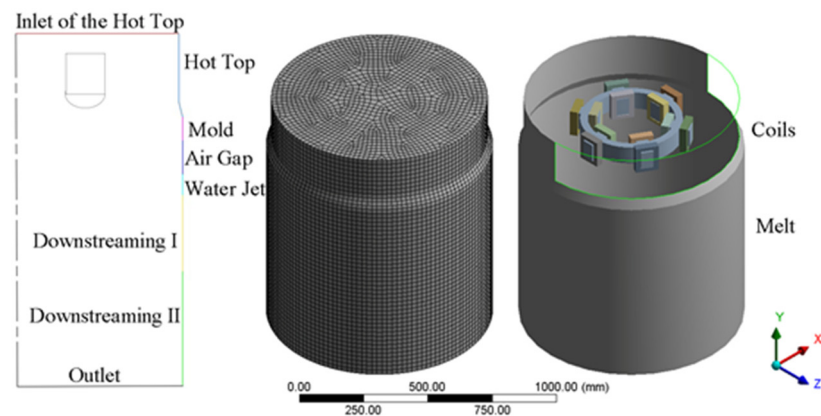 Inlet of the Hot Top
Hot Top
Mold
Air Gap
Water Jet
Downstreaming I
Downstreaming II
Outlet
Coils
Melt
0.00 500.00 1000.00 (mm)
250.00 750.00
Y
X
Z